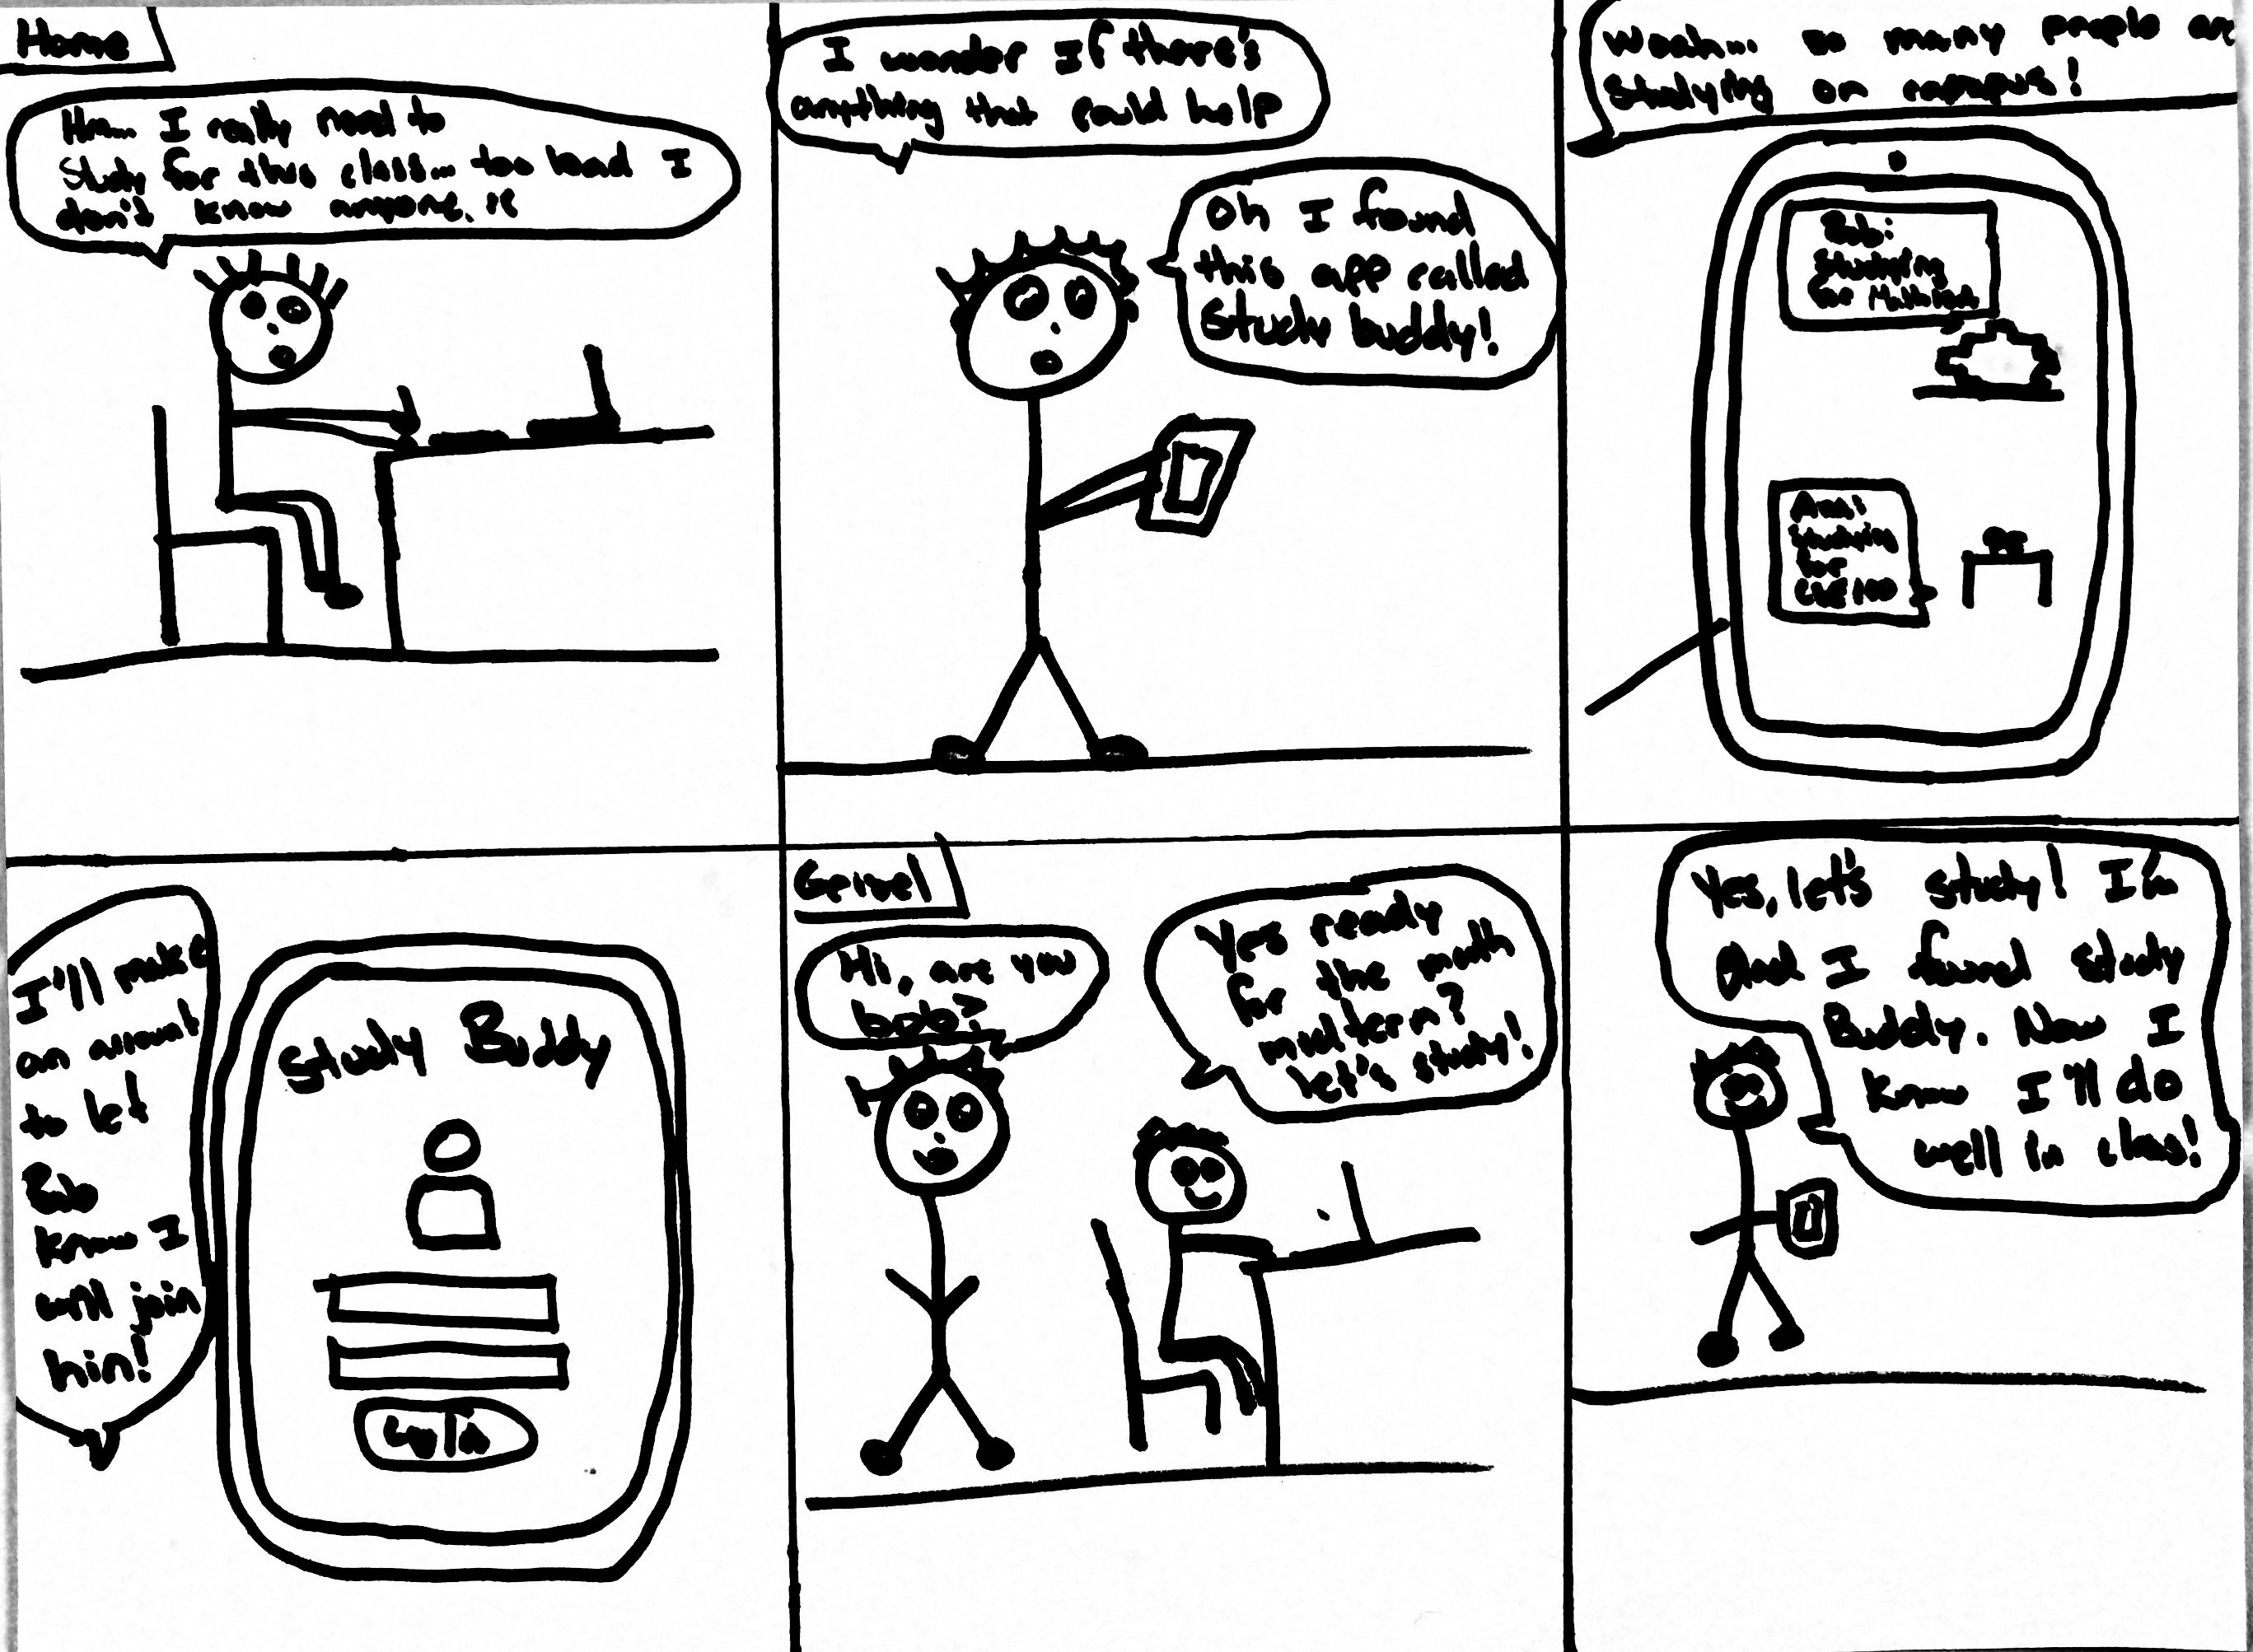 Home
Hm... I really need to
Study for this class... too bad I
don't know anyone.
I wonder If there's
anything that could help
Oh I found
this app called
Study buddy!
Woah... so many people are
studying on campus!
Bob:
Studying
for
Studying
for
CSE 100
I'll make
an account
to let
Bob
know I
will join
him!
Study Buddy
Login
Geisel
Hi, are you
bob?
Yes ready
for the math
midterm?
let's study!
Yes, let's study! I'm
glad I found Study
Buddy. Now I
know I'll do
well in class!